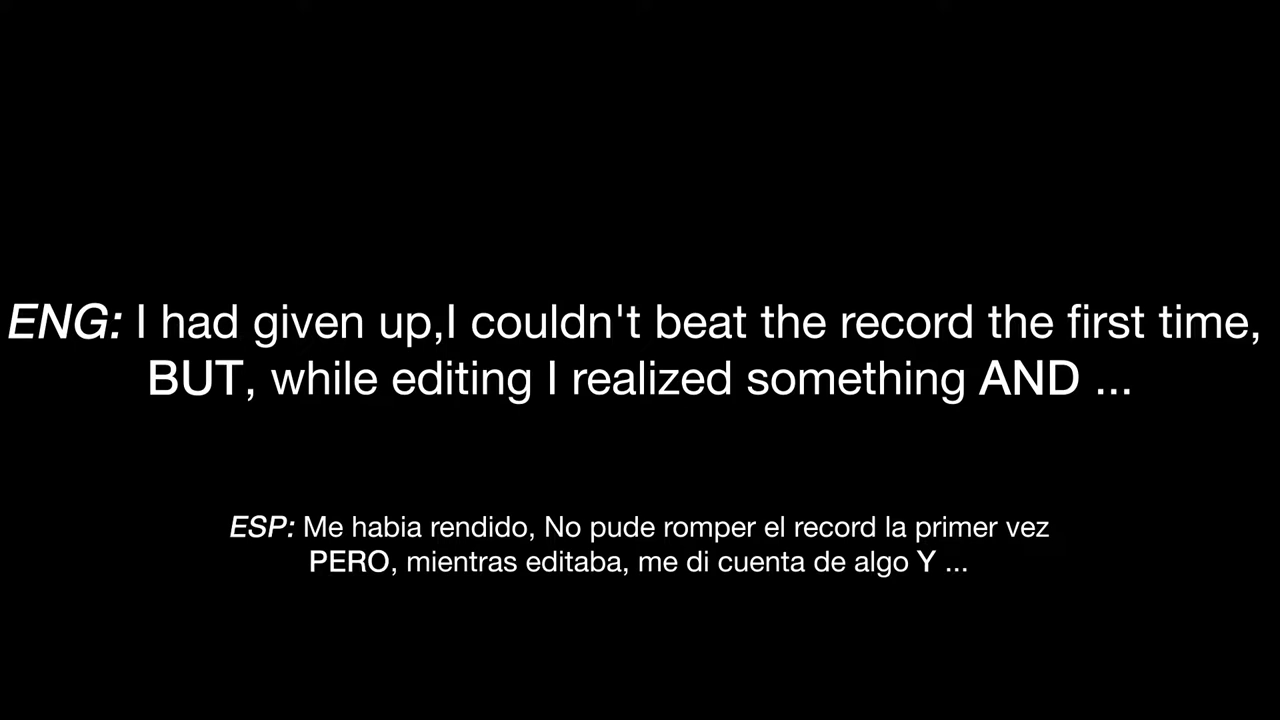 ENG: I had given up,I couldn't beat the record the first time,
BUT, while editing I realized something AND ...
ESP: Me habia rendido, No pude romper el record la primer vez
PERO, mientras editaba, me di cuenta de algo Y ...